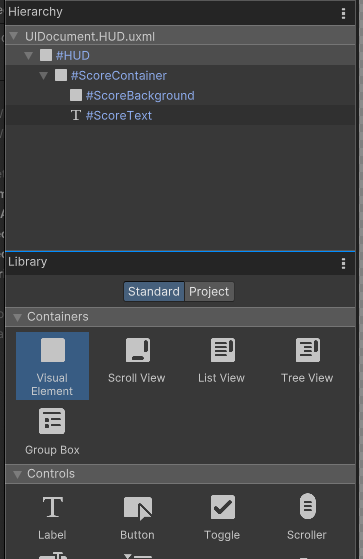 Hierarchy
UIDocument.HUD.uxml
#HUD
#ScoreContainer
#ScoreBackground
#ScoreText
Library
Standard Project
Containers
Visual Element Scroll View List View Tree View
Group Box
Controls
Label Button Toggle Scroller